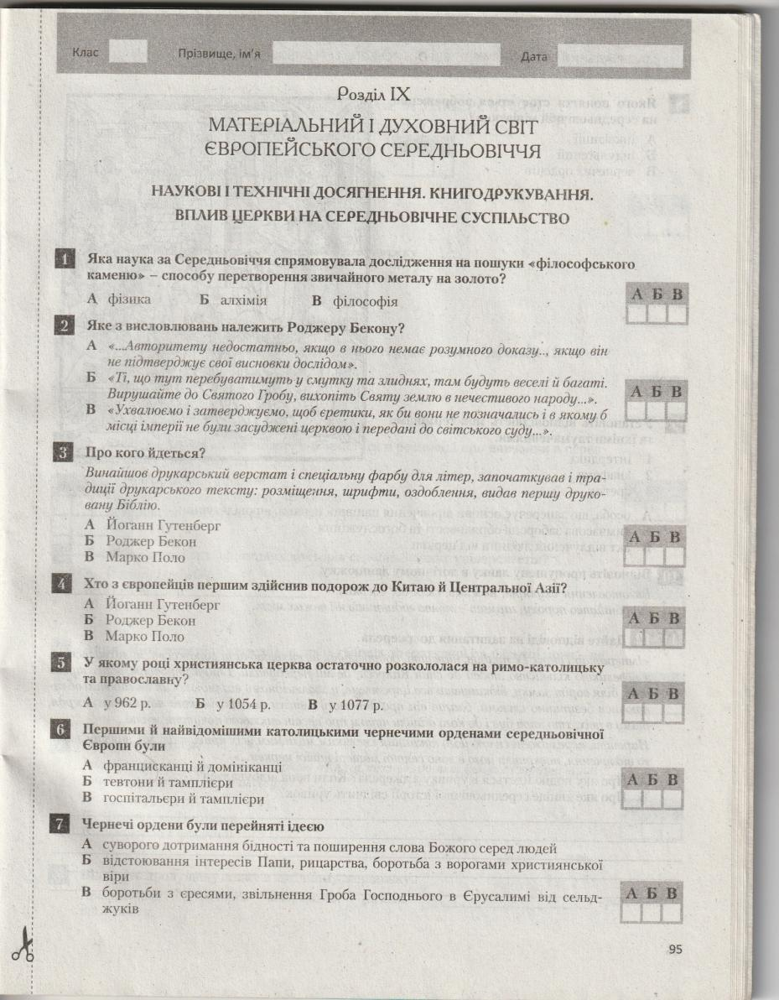 Клас
Прізвище, ім'я
Дата
Розділ IX
МАТЕРІАЛЬНИЙ І ДУХОВНИЙ СВІТ
ЄВРОПЕЙСЬКОГО СЕРЕДНЬОВІЧЧЯ
НАУКОВІ І ТЕХНІЧНІ ДОСЯГНЕННЯ. КНИГОДРУКУВАННЯ.
ВПЛИВ ЦЕРКВИ НА СЕРЕДНЬОВІЧНЕ СУСПІЛЬСТВО
1 Яка наука за Середньовіччя спрямовувала дослідження на пошуки «філософського
каменю» – способу перетворення звичайного металу на золото?
А фізика Б алхімія В філософія
А Б В
2 Яке з висловлювань належить Роджеру Бекону?
А «...Авторитету недостатньо, якщо в нього немає розумного доказу.., якщо він
не підтверджує свої висновки дослідом».
Б «Ті, що тут перебуватимуть у смутку та злиднях, там будуть веселі й багаті.
Вирушайте до Святого Гробу, вихопіть Святу землю в нечестивого народу...».
В «Ухвалюємо і затверджуємо, щоб єретики, як би вони не позначались і в якому б
місці імперії не були засуджені церквою і передані до світського суду...».
А Б В
3 Про кого йдеться?
Винайшов друкарський верстат і спеціальну фарбу для літер, започаткував і тра-
диції друкарського тексту: розміщення, шрифти, оздоблення, видав першу друко-
вану Біблію.
А Йоганн Гутенберг
Б Роджер Бекон
В Марко Поло
А Б В
4 Хто з європейців першим здійснив подорож до Китаю й Центральної Азії?
А Йоганн Гутенберг
Б Роджер Бекон
В Марко Поло
А Б В
5 У якому році християнська церква остаточно розкололася на римо-католицьку
та православну?
А у 962 р. Б у 1054 р. В у 1077 р.
А Б В
6 Першими й найвідомішими католицькими чернечими орденами середньовічної
Європи були
А францисканці й домініканці
Б тевтони й тамплієри
В госпітальєри й тамплієри
А Б В
7 Чернечі ордени були перейняті ідеєю
А суворого дотримання бідності та поширення слова Божого серед людей
Б відстоювання інтересів Папи, рицарства, боротьба з ворогами християнської
віри
В боротьби з єресями, звільнення Гроба Господнього в Єрусалимі від сельд-
жуків
А Б В
95